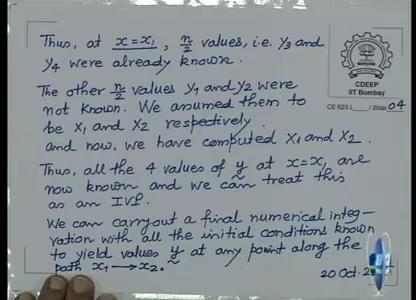 Thus, at x = x1, n/2 values, i.e. y3 and
y4 were already known.
The other n/2 values y1 and y2 were
not known. We assumed them to
be X1 and X2 respectively.
and now, we have computed X1 and X2.
Thus, all the 4 values of y at x = x1 are
now known and we can treat this
as an IVP.
We can carryout a final numerical integ-
ration with all the initial conditions known
to yield values y at any point along the
path x1 → x2.
CDEEP
IIT Bombay
CE 623 L___ / Slide 04
20 Oct.